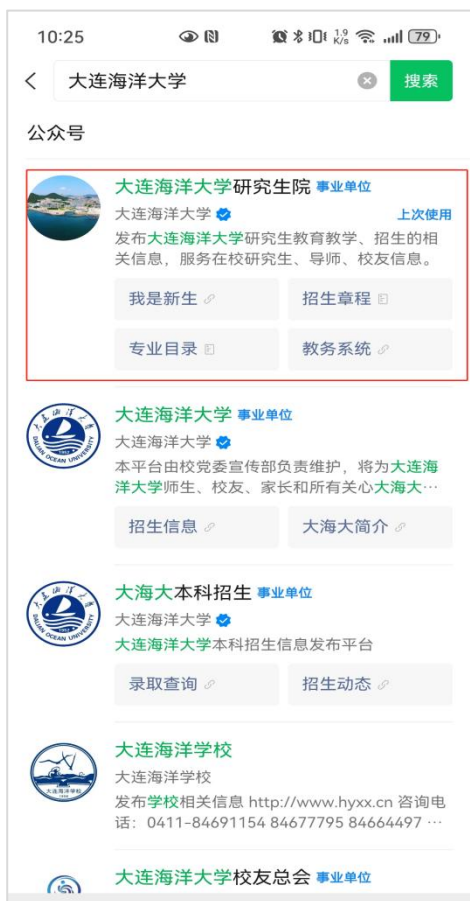 10:25
1.9 K/s
79
大连海洋大学
搜索
公众号
大连海洋大学研究生院 事业单位
大连海洋大学
上次使用
发布大连海洋大学研究生教育教学、招生的相
关信息，服务在校研究生、导师、校友信息。
我是新生
招生章程
专业目录
教务系统
大连海洋大学 事业单位
大连海洋大学
本平台由校党委宣传部负责维护，将为大连海
洋大学师生、校友、家长和所有关心大海大…
招生信息
大海大简介
大海大本科招生 事业单位
大连海洋大学
大连海洋大学本科招生信息发布平台
录取查询
招生动态
大连海洋学校
大连海洋学校
发布学校相关信息 http://www.hyxx.cn 咨询电
话：0411-84691154 84677795 84664497 …
大连海洋大学校友总会 事业单位